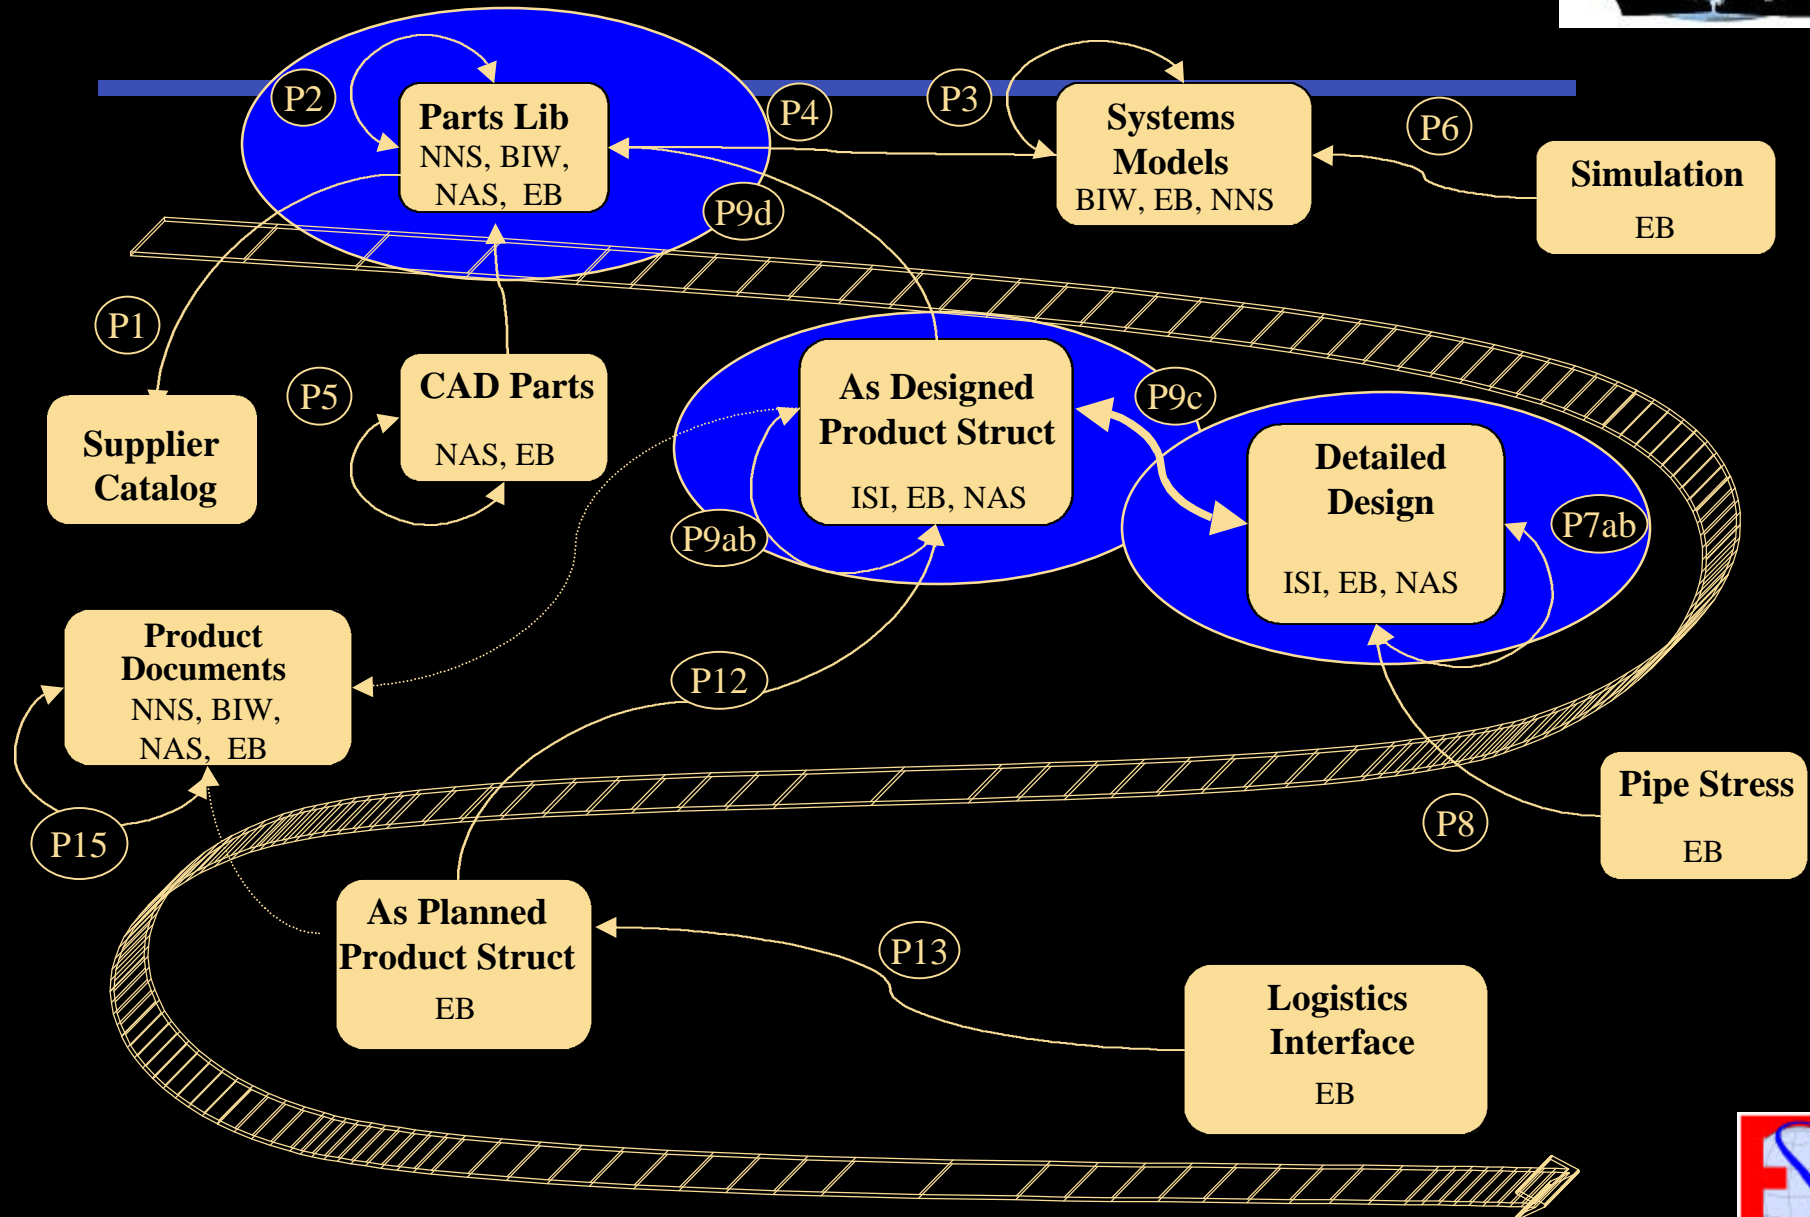 P2
Parts Lib
NNS, BIW,
NAS, EB
P4
P3
Systems
Models
BIW, EB, NNS
P6
Simulation
EB
P9d
P1
Supplier
Catalog
P5
CAD Parts
NAS, EB
As Designed
Product Struct
ISI, EB, NAS
P9c
P9ab
Detailed
Design
ISI, EB, NAS
P7ab
Product
Documents
NNS, BIW,
NAS, EB
P12
P15
P8
Pipe Stress
EB
As Planned
Product Struct
EB
P13
Logistics
Interface
EB